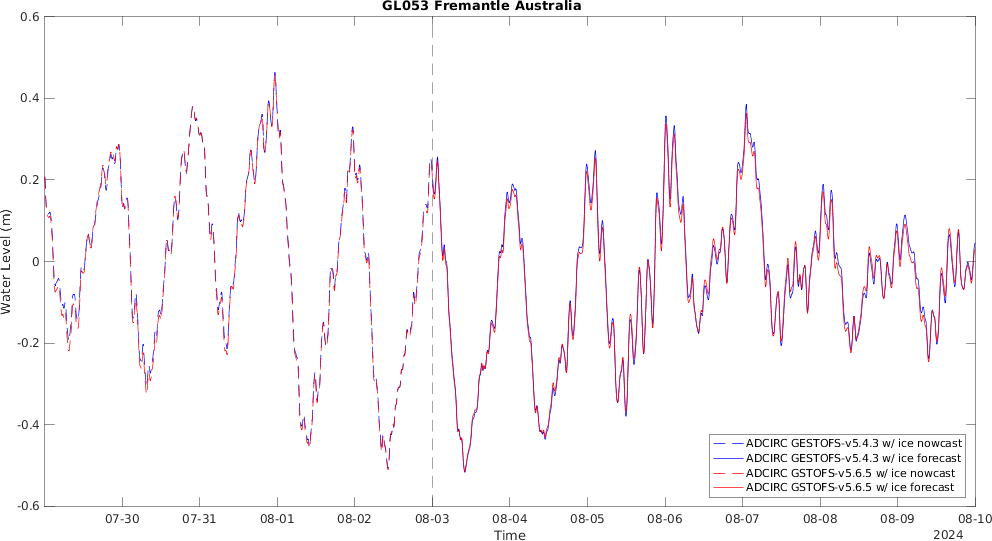 GL053 Fremantle Australia
0.6
0.4
0.2
0
-0.2
-0.4
-0.6
Water Level (m)
ADCIRC GESTOFS-v5.4.3 w/ ice nowcast
ADCIRC GESTOFS-v5.4.3 w/ ice forecast
ADCIRC GSTOFS-v5.6.5 w/ ice nowcast
ADCIRC GSTOFS-v5.6.5 w/ ice forecast
07-30 07-31 08-01 08-02 08-03 08-04 08-05 08-06 08-07 08-08 08-09 08-10
Time
2024